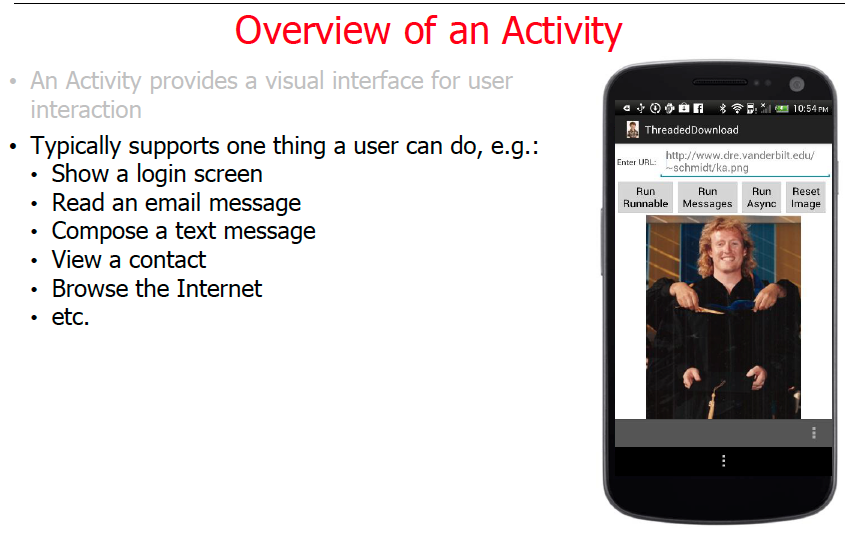 Overview of an Activity
• An Activity provides a visual interface for user
interaction
• Typically supports one thing a user can do, e.g.:
• Show a login screen
• Read an email message
• Compose a text message
• View a contact
• Browse the Internet
• etc.
10:54 PM
ThreadedDownload
Enter URL:
http://www.dre.vanderbilt.edu/
~schmidt/ka.png
Run
Runnable
Run
Messages
Run
Async
Reset
Image